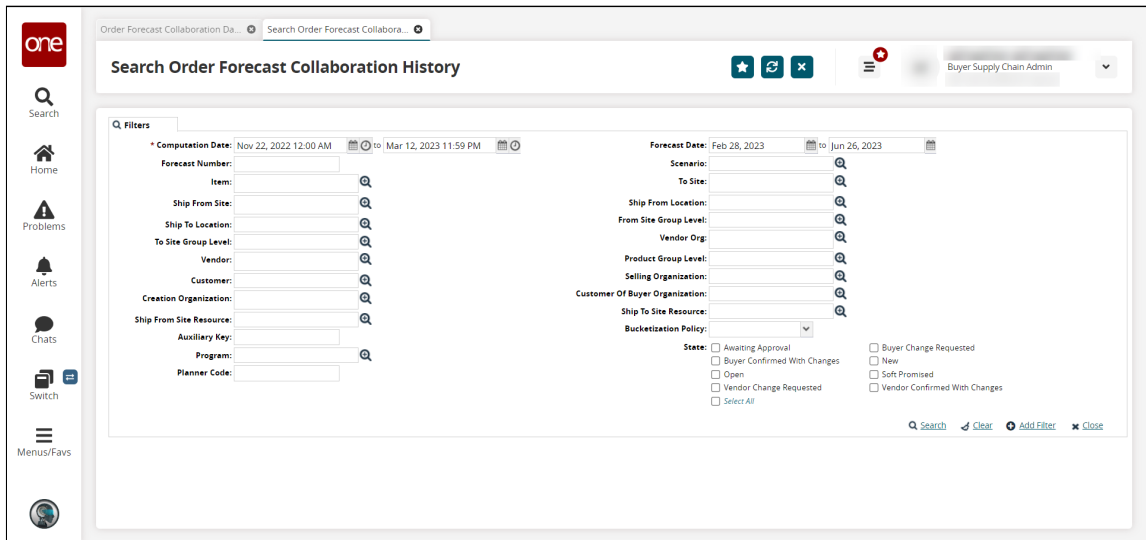 one
Order Forecast Collaboration Da...
Search Order Forecast Collabora...
Search Order Forecast Collaboration History
Buyer Supply Chain Admin
Search
Home
Problems
Alerts
Chats
Switch
Menus/Favs
Filters
* Computation Date: Nov 22, 2022 12:00 AM to Mar 12, 2023 11:59 PM
Forecast Number:
Item:
Ship From Site:
Ship To Location:
To Site Group Level:
Vendor:
Customer:
Creation Organization:
Ship From Site Resource:
Auxiliary Key:
Program:
Planner Code:
Forecast Date: Feb 28, 2023 to Jun 26, 2023
Scenario:
To Site:
Ship From Location:
From Site Group Level:
Vendor Org:
Product Group Level:
Selling Organization:
Customer Of Buyer Organization:
Ship To Site Resource:
Bucketization Policy:
State: Awaiting Approval Buyer Change Requested
Buyer Confirmed With Changes New
Open Soft Promised
Vendor Change Requested Vendor Confirmed With Changes
Select All
Search Clear Add Filter Close